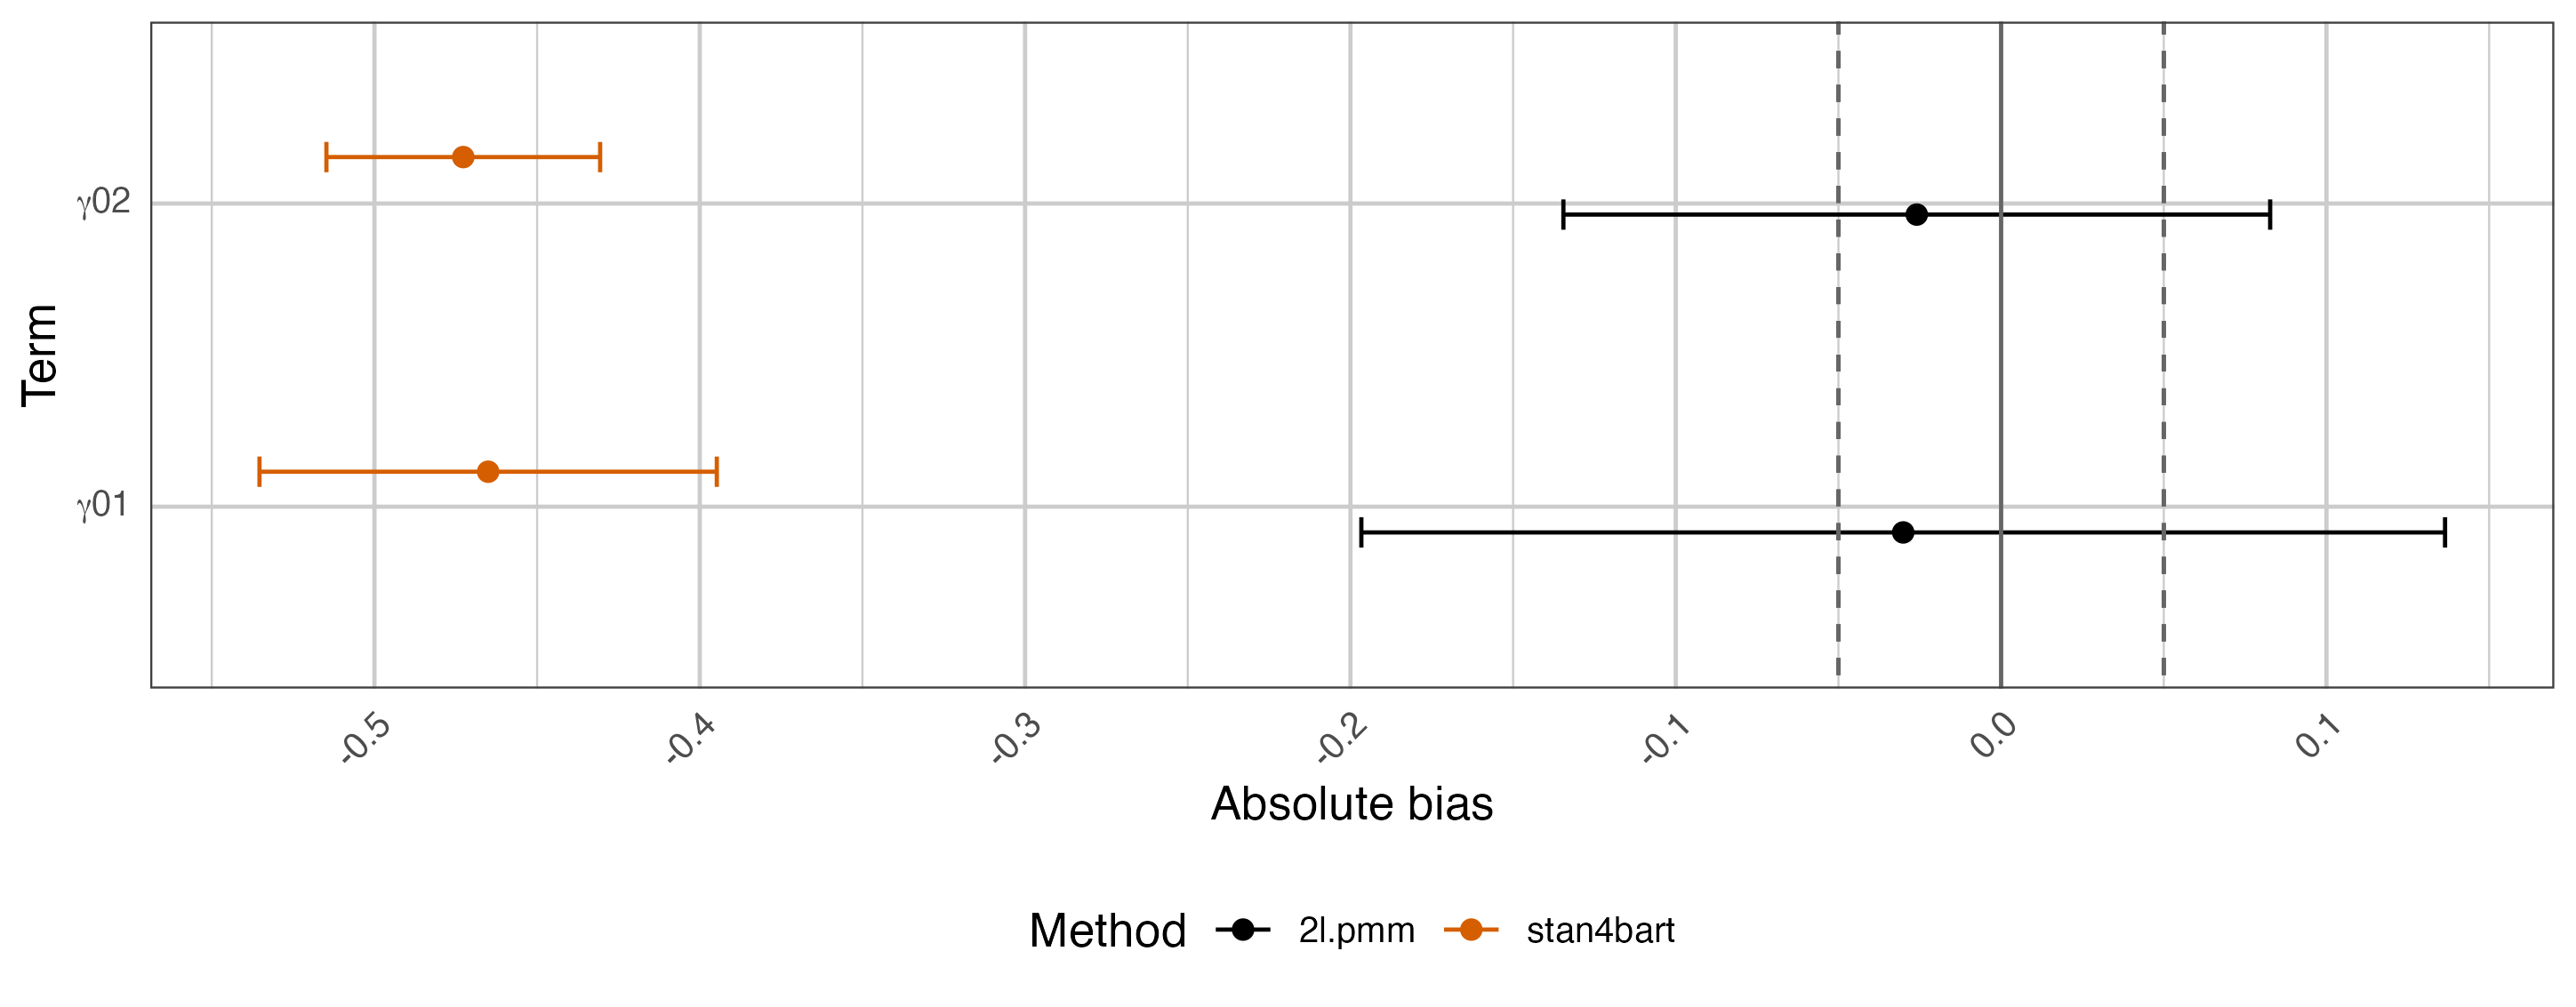 Term
γ02
γ01
-0.5 -0.4 -0.3 -0.2 -0.1 0.0 0.1
Absolute bias
Method 2l.pmm stan4bart